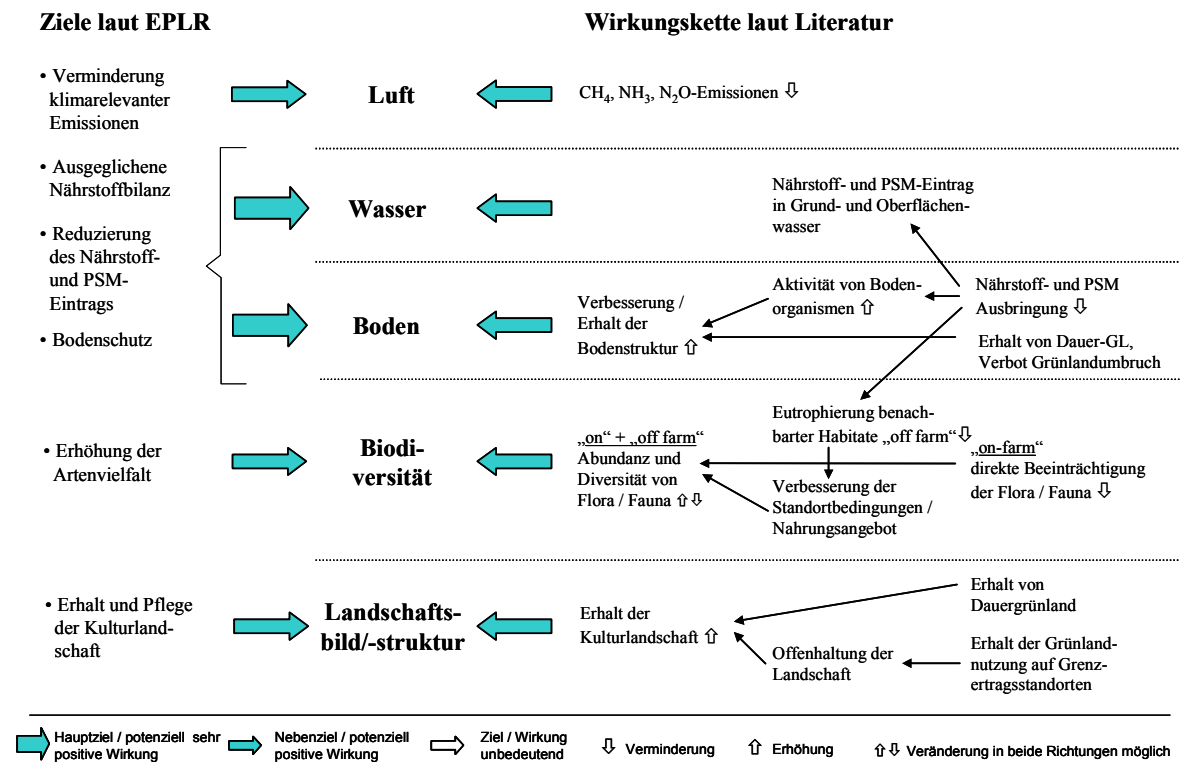 Ziele laut EPLR
Wirkungskette laut Literatur
• Verminderung
klimarelevanter
Emissionen
Luft
CH4, NH3, N2O-Emissionen ⇩
• Ausgeglichene
Nährstoffbilanz
• Reduzierung
des Nährstoff-
und PSM-
Eintrags
• Bodenschutz
Wasser
Nährstoff- und PSM-Eintrag
in Grund- und Oberflächen-
wasser
Boden
Verbesserung /
Erhalt der
Bodenstruktur ⇧
Aktivität von Boden-
organismen ⇧
Nährstoff- und PSM
Ausbringung ⇩
Erhalt von Dauer-GL,
Verbot Grünlandumbruch
• Erhöhung der
Artenvielfalt
Biodi-
versität
„on“ + „off farm“
Abundanz und
Diversität von
Flora / Fauna ⇧⇩
Eutrophierung benach-
barter Habitate „off farm“⇩
Verbesserung der
Standortbedingungen /
Nahrungsangebot
„on-farm“
direkte Beeinträchtigung
der Flora / Fauna ⇩
• Erhalt und Pflege
der Kulturland-
schaft
Landschafts-
bild/-struktur
Erhalt der
Kulturlandschaft ⇧
Offenhaltung der
Landschaft
Erhalt von
Dauergrünland
Erhalt der Grünland-
nutzung auf Grenz-
ertragsstandorten
Hauptziel / potenziell sehr
positive Wirkung
Nebenziel / potenziell
positive Wirkung
Ziel / Wirkung
unbedeutend
⇩ Verminderung
⇧ Erhöhung
⇧⇩ Veränderung in beide Richtungen möglich